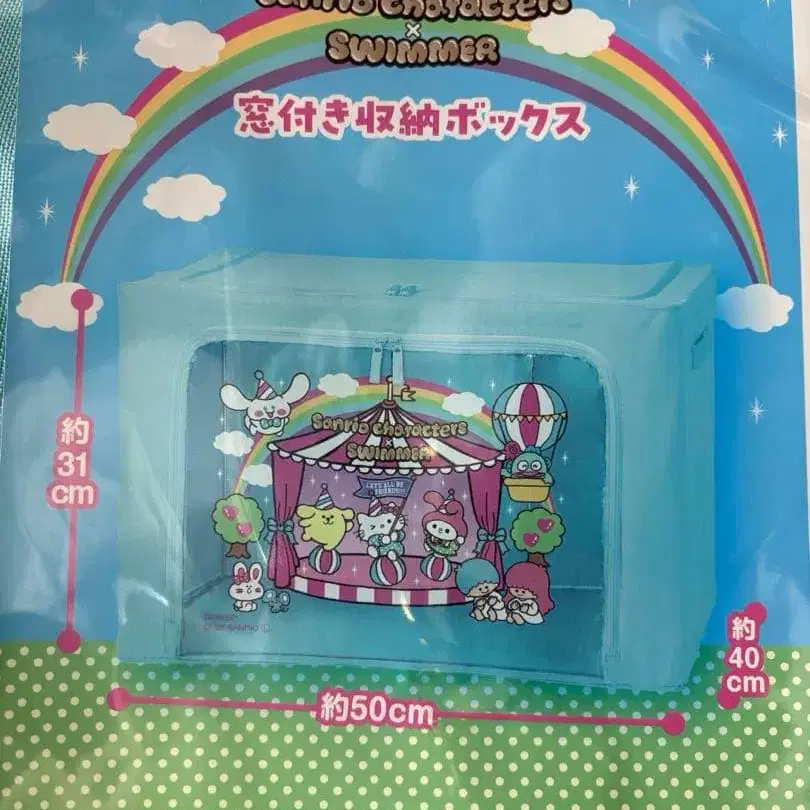 Sanrio Characters
×
SWIMMER
窓付き収納ボックス
Sanrio Characters
×
SWIMMER
LET'S ALL BE
FRIENDS!!
約
31
cm
約
40
cm
約50cm